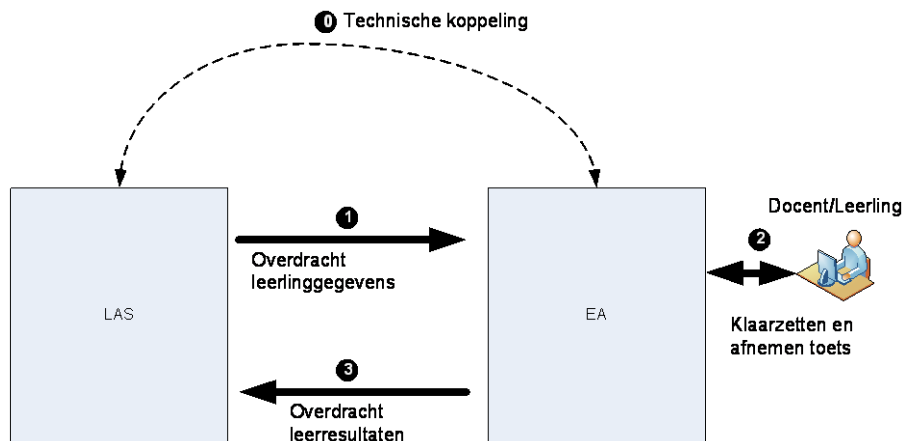 0 Technische koppeling
1
Overdracht
leerlinggegevens
LAS
EA
Docent/Leerling
2
Klaarzetten en
afnemen toets
3
Overdracht
leerresultaten